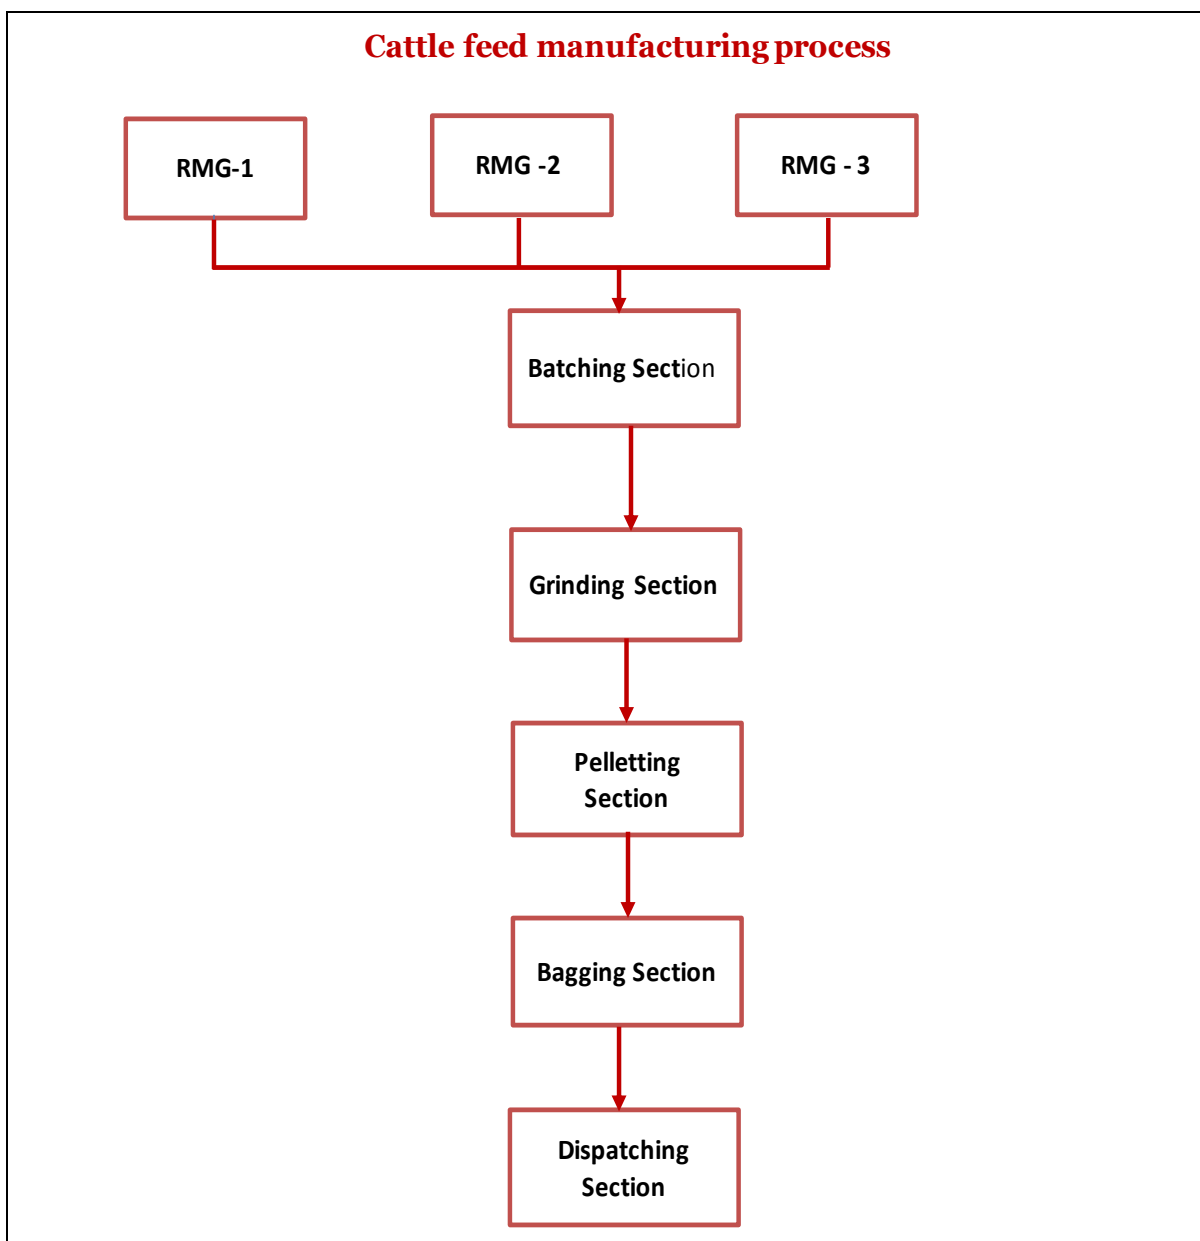 Cattle feed manufacturing process
RMG-1
RMG -2
RMG - 3
Batching Section
Grinding Section
Pelletting
Section
Bagging Section
Dispatching
Section